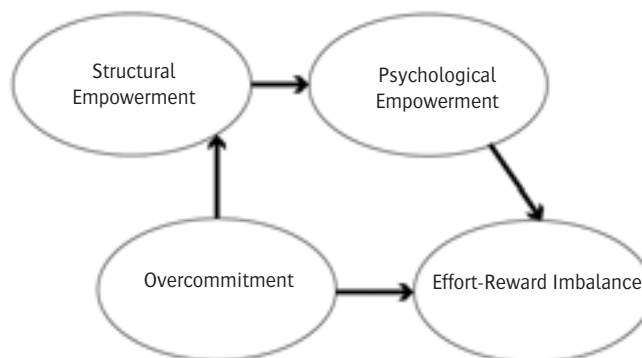 Structural
Empowerment
Psychological
Empowerment
Overcommitment
Effort-Reward Imbalance